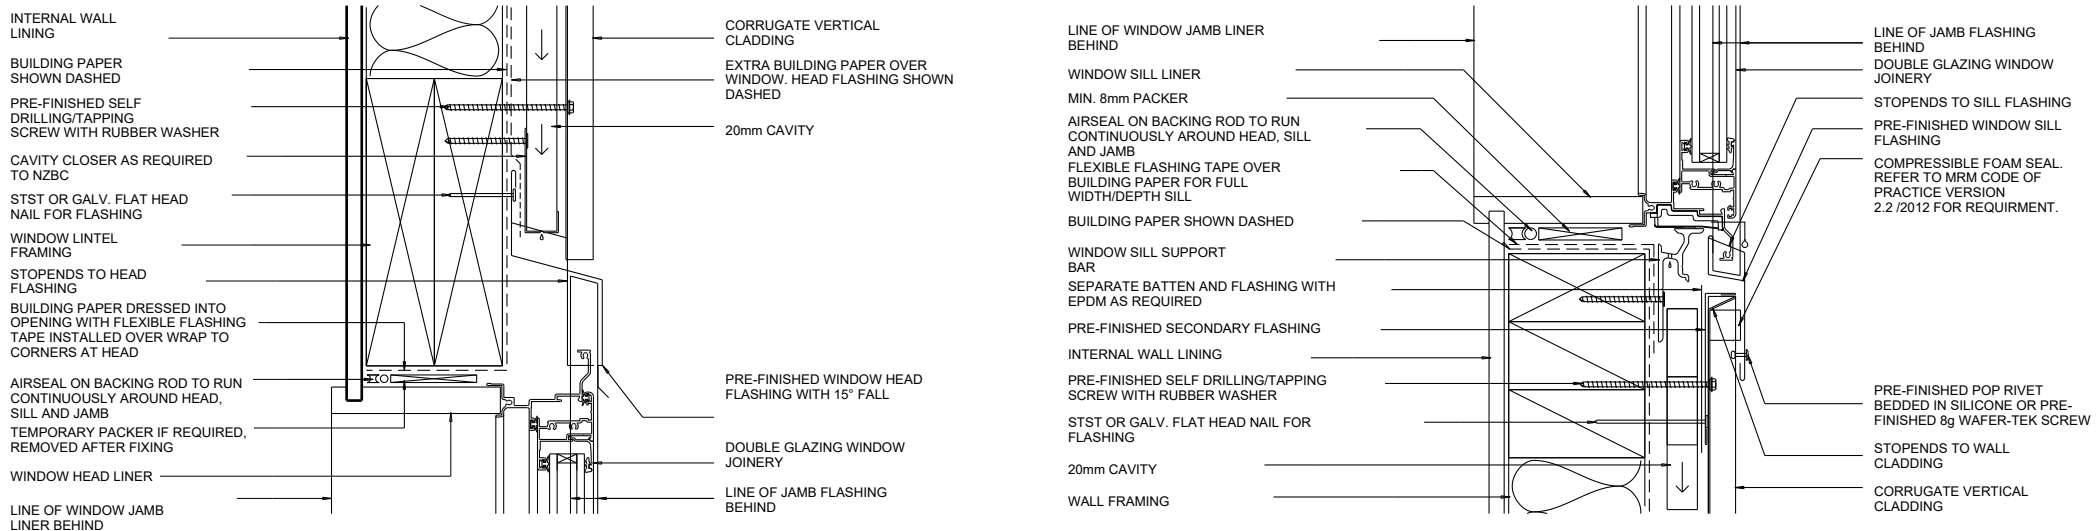 INTERNAL WALL
LINING
BUILDING PAPER
SHOWN DASHED
PRE-FINISHED SELF
DRILLING/TAPPING
SCREW WITH RUBBER WASHER
CAVITY CLOSER AS REQUIRED
TO NZBC
STST OR GALV. FLAT HEAD
NAIL FOR FLASHING
WINDOW LINTEL
FRAMING
STOPENDS TO HEAD
FLASHING
BUILDING PAPER DRESSED INTO
OPENING WITH FLEXIBLE FLASHING
TAPE INSTALLED OVER WRAP TO
CORNERS AT HEAD
AIRSEAL ON BACKING ROD TO RUN
CONTINUOUSLY AROUND HEAD,
SILL AND JAMB
TEMPORARY PACKER IF REQUIRED,
REMOVED AFTER FIXING
WINDOW HEAD LINER
LINE OF WINDOW JAMB
LINER BEHIND
CORRUGATE VERTICAL
CLADDING
EXTRA BUILDING PAPER OVER
WINDOW. HEAD FLASHING SHOWN
DASHED
20mm CAVITY
PRE-FINISHED WINDOW HEAD
FLASHING WITH 15° FALL
DOUBLE GLAZING WINDOW
JOINERY
LINE OF JAMB FLASHING
BEHIND
LINE OF WINDOW JAMB LINER
BEHIND
WINDOW SILL LINER
MIN. 8mm PACKER
AIRSEAL ON BACKING ROD TO RUN
CONTINUOUSLY AROUND HEAD, SILL
AND JAMB
FLEXIBLE FLASHING TAPE OVER
BUILDING PAPER FOR FULL
WIDTH/DEPTH SILL
BUILDING PAPER SHOWN DASHED
WINDOW SILL SUPPORT
BAR
SEPARATE BATTEN AND FLASHING WITH
EPDM AS REQUIRED
PRE-FINISHED SECONDARY FLASHING
INTERNAL WALL LINING
PRE-FINISHED SELF DRILLING/TAPPING
SCREW WITH RUBBER WASHER
STST OR GALV. FLAT HEAD NAIL FOR
FLASHING
20mm CAVITY
WALL FRAMING
LINE OF JAMB FLASHING
BEHIND
DOUBLE GLAZING WINDOW
JOINERY
STOPENDS TO SILL FLASHING
PRE-FINISHED WINDOW SILL
FLASHING
COMPRESSIBLE FOAM SEAL.
REFER TO MRM CODE OF
PRACTICE VERSION
2.2 /2012 FOR REQUIRMENT.
PRE-FINISHED POP RIVET
BEDDED IN SILICONE OR PRE-
FINISHED 8g WAFER-TEK SCREW
STOPENDS TO WALL
CLADDING
CORRUGATE VERTICAL
CLADDING